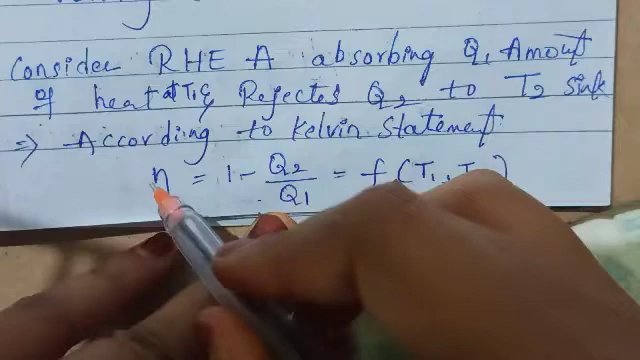 Consider RHE A absorbing Q1 Amount
of heat at T1 & Rejects Q2 to T2 sink
⇒ According to Kelvin statement
η = 1 - Q2/Q1 = f (T1, T